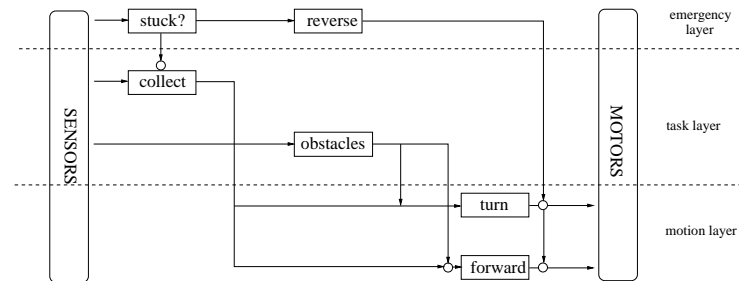 stuck?
reverse
emergency
layer
collect
SENSORS
MOTORS
task layer
obstacles
turn
motion layer
forward